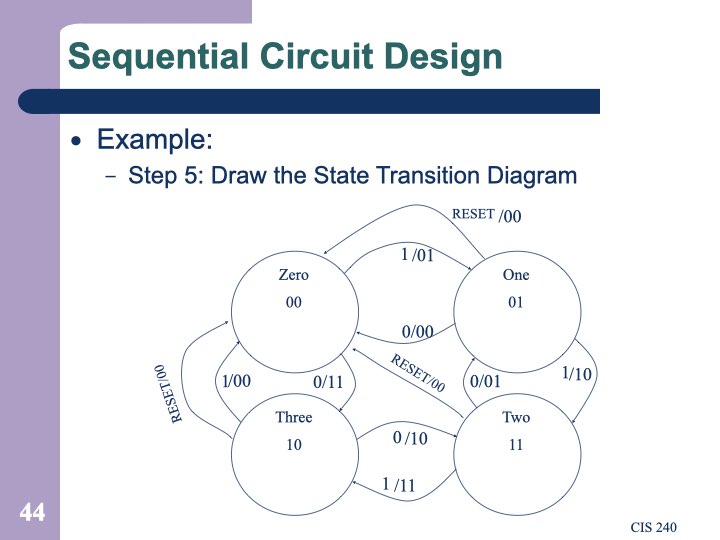 Sequential Circuit Design
• Example:
– Step 5: Draw the State Transition Diagram
RESET /00
1 /01
Zero
00
One
01
0/00
RESET/00
RESET/00
1/00
0/11
0/01
1/10
Three
10
Two
11
0 /10
1 /11
44
CIS 240